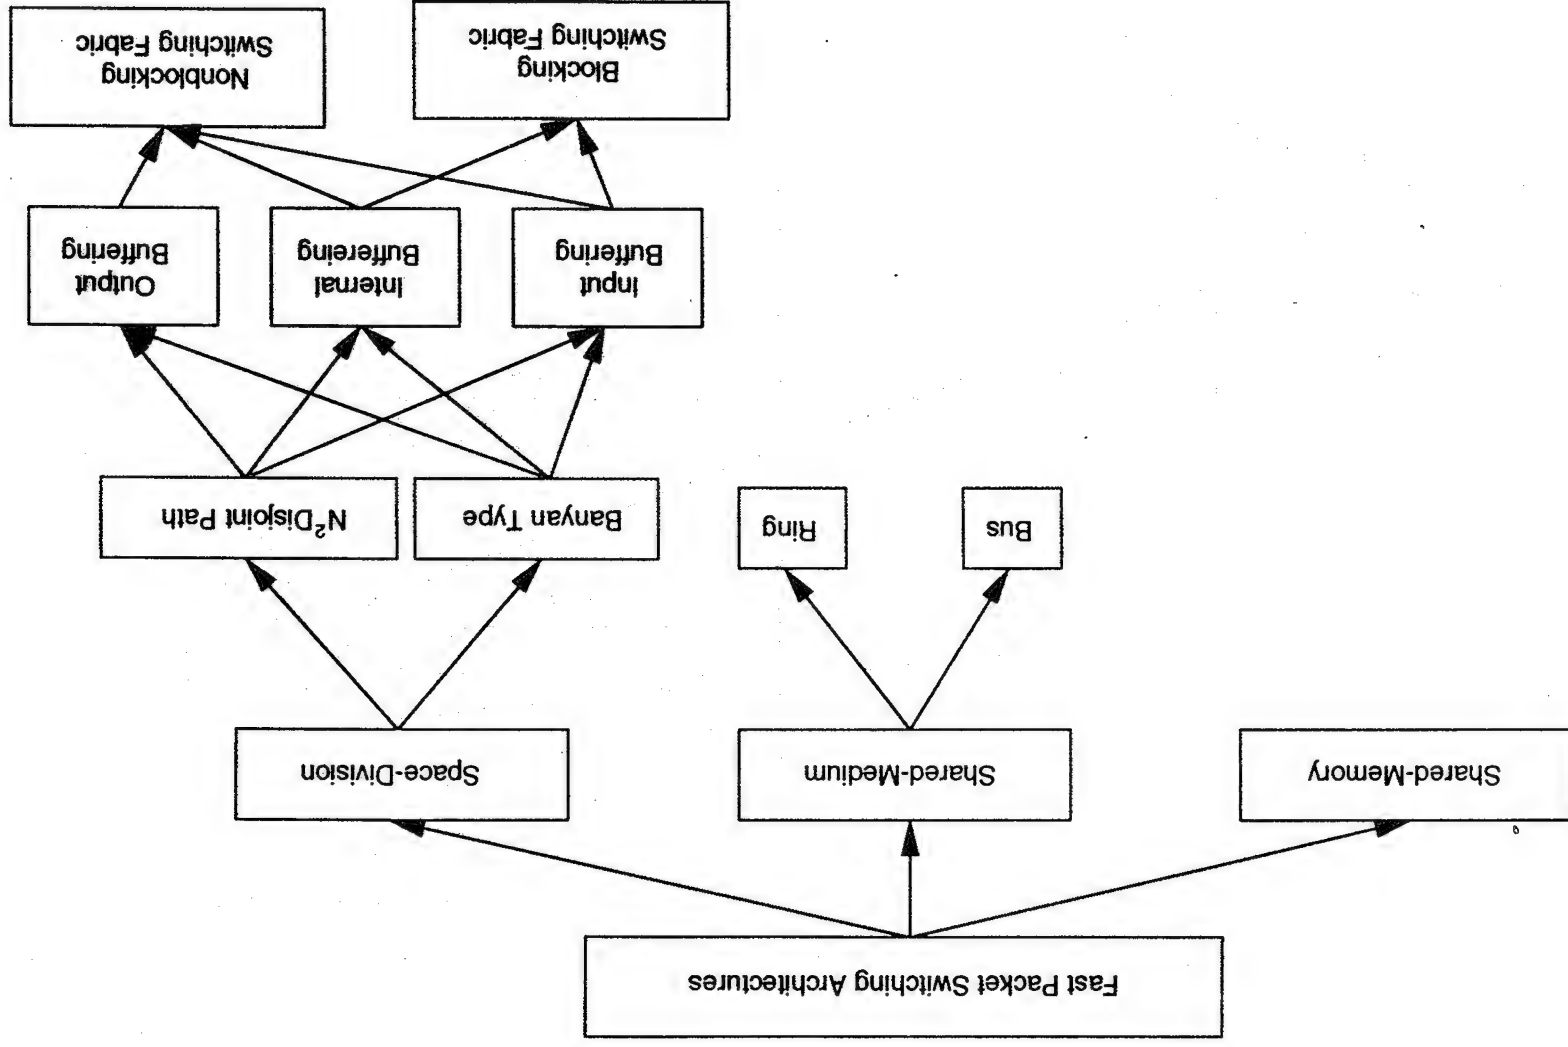 Fast Packet Switching Architectures
Shared-Memory
Shared-Medium
Space-Division
Bus
Ring
Banyan Type
N²Disjoint Path
Input
Buffering
Internal
Buffereing
Output
Buffering
Blocking
Switching Fabric
Nonblocking
Switching Fabric